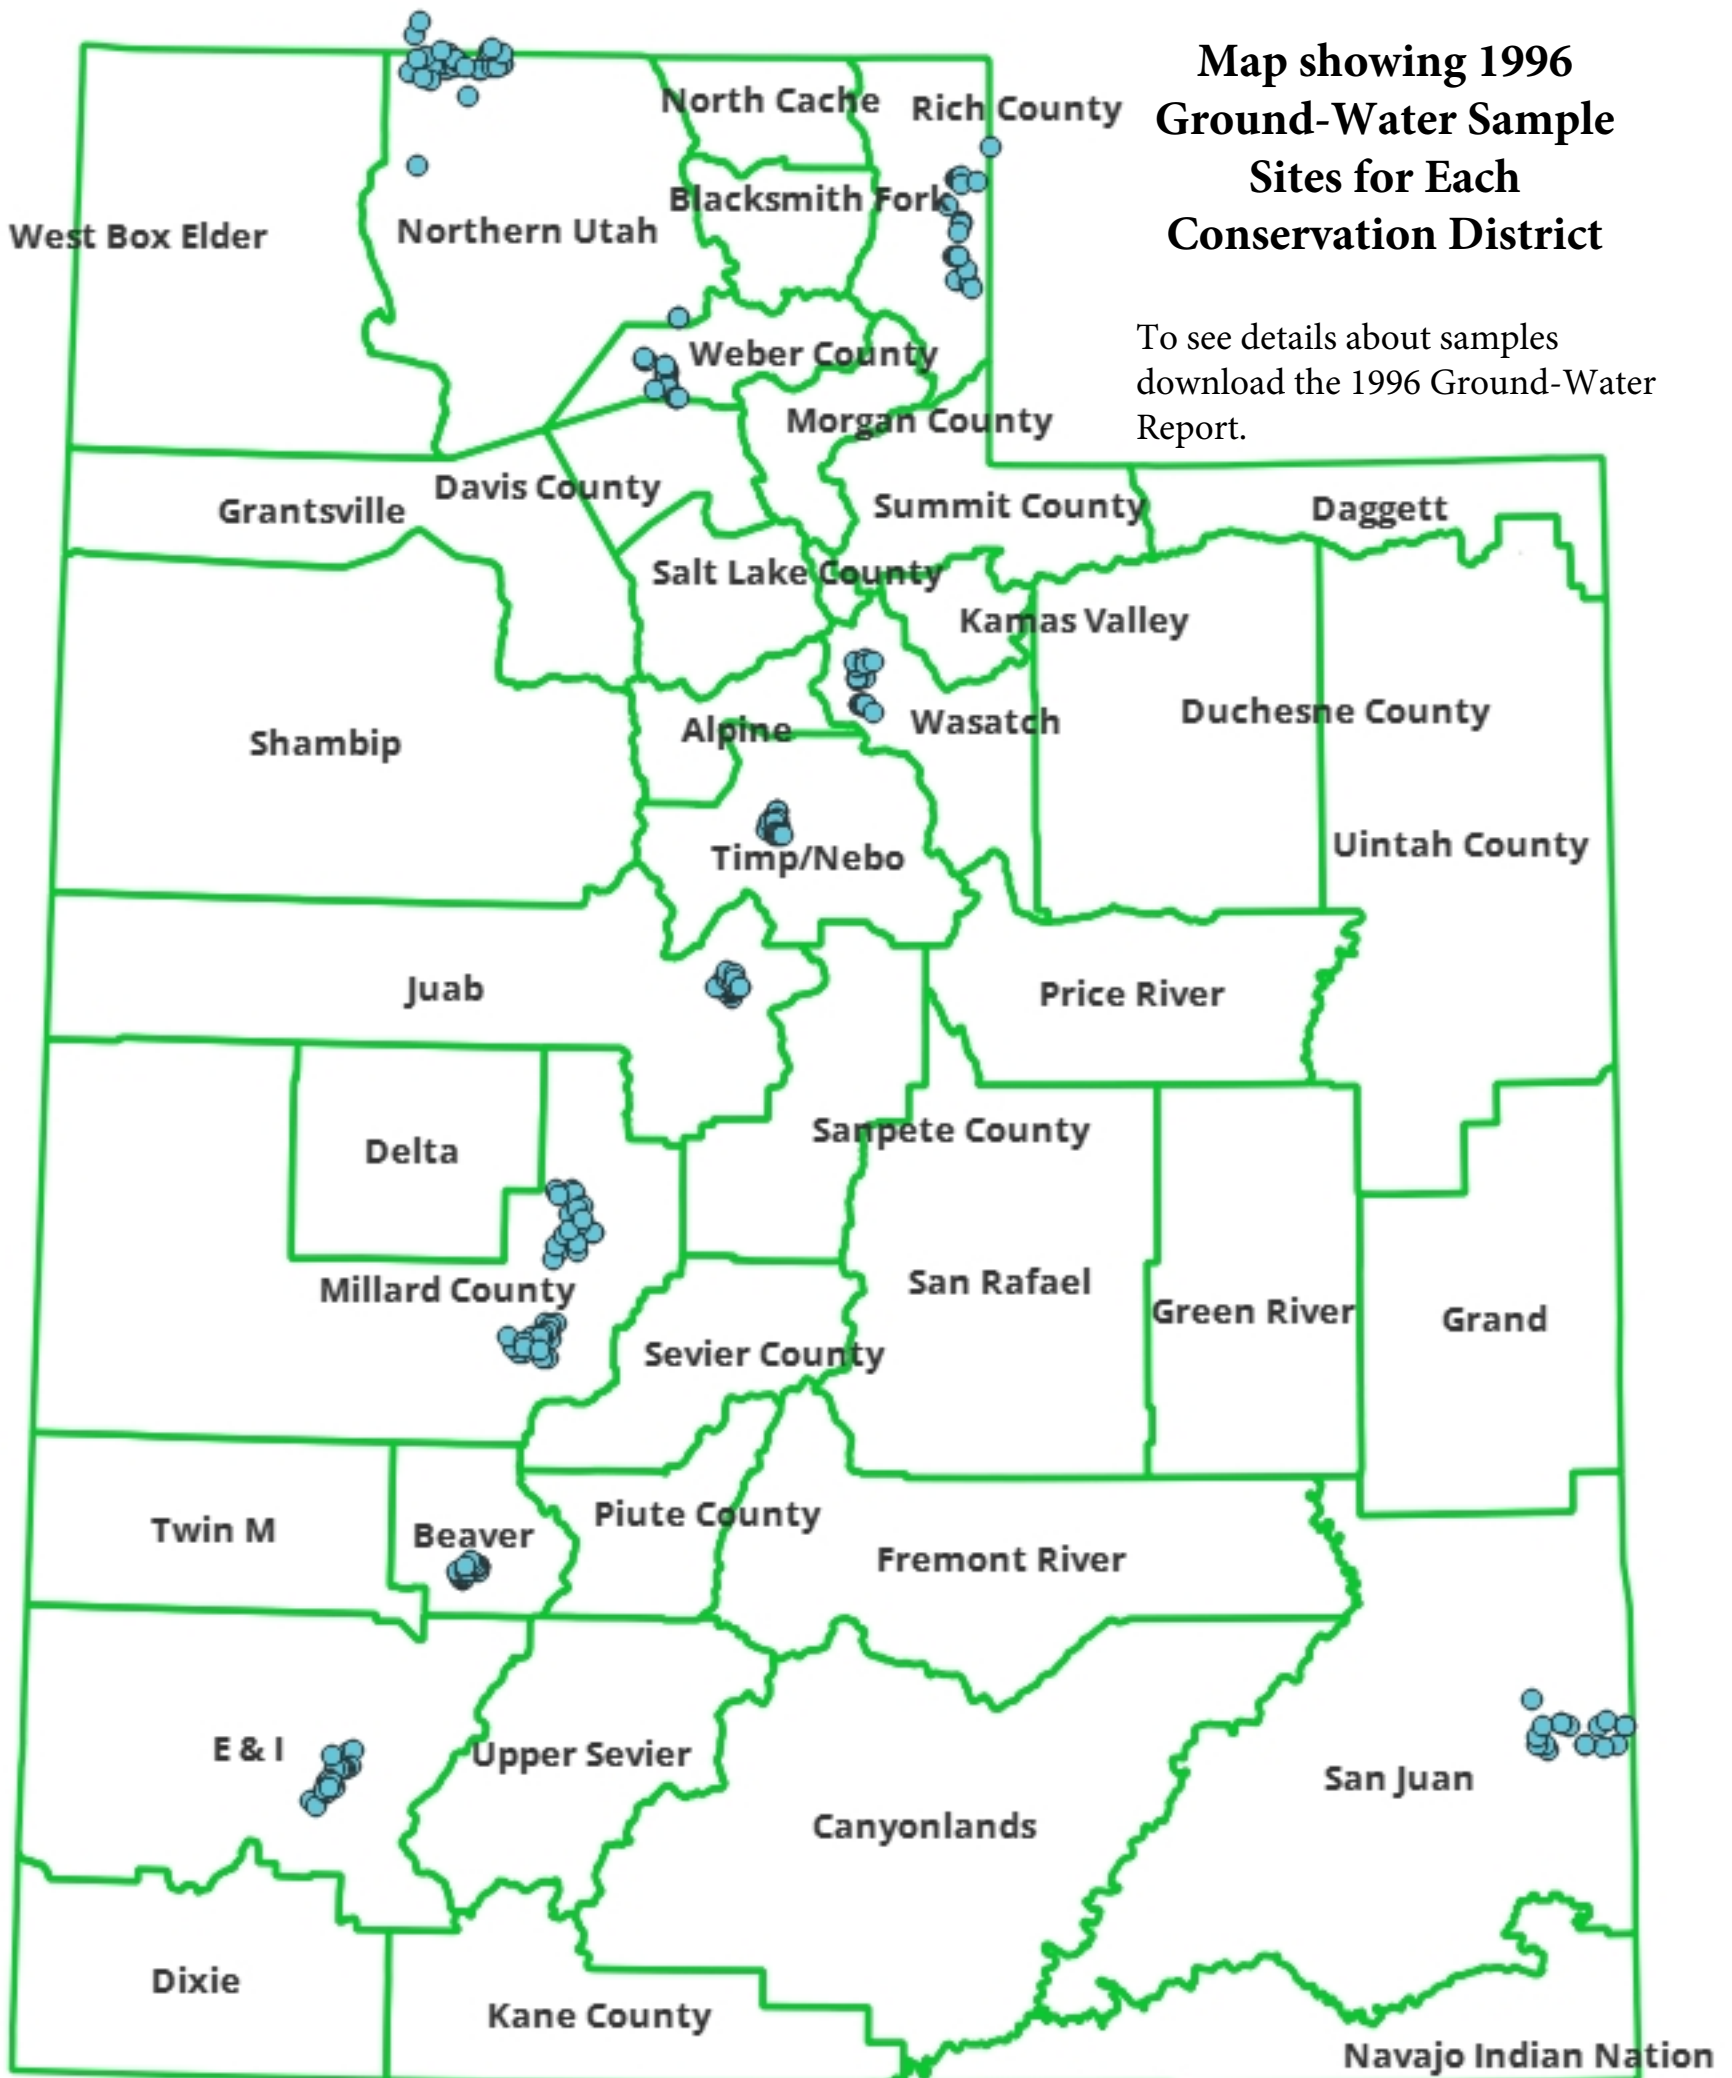 Map showing 1996
Ground-Water Sample
Sites for Each
Conservation District
To see details about samples
download the 1996 Ground-Water
Report.
North Cache
Rich County
Blacksmith Fork
West Box Elder
Northern Utah
Weber County
Morgan County
Davis County
Grantsville
Summit County
Daggett
Salt Lake County
Kamas Valley
Duchesne County
Wasatch
Alpine
Shambip
Uintah County
Timp/Nebo
Juab
Price River
Sanpete County
Delta
San Rafael
Millard County
Green River
Grand
Sevier County
Piute County
Twin M
Beaver
Fremont River
E & I
Upper Sevier
San Juan
Canyonlands
Dixie
Kane County
Navajo Indian Nation